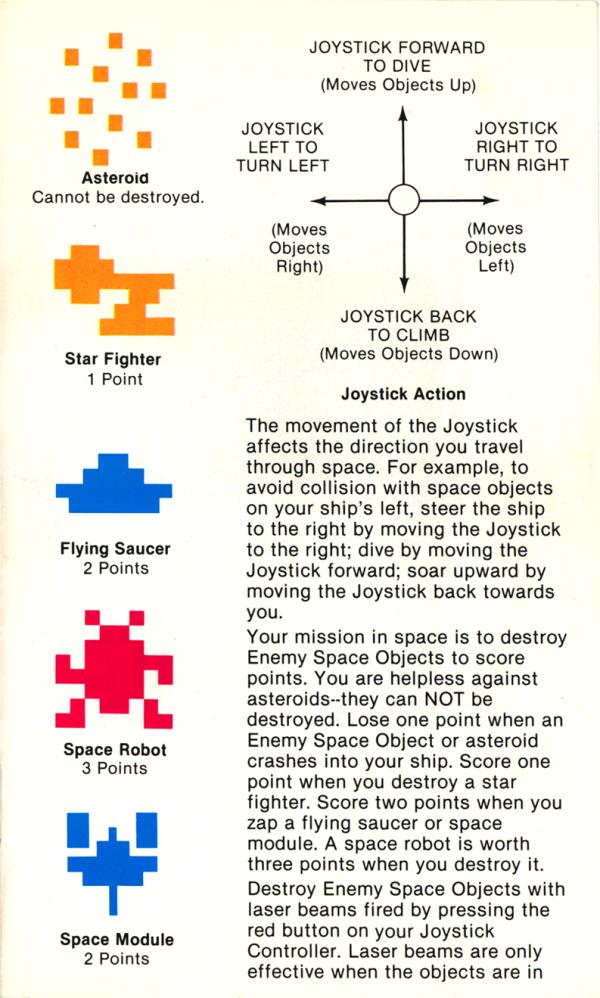 Asteroid
Cannot be destroyed.
Star Fighter
1 Point
Flying Saucer
2 Points
Space Robot
3 Points
Space Module
2 Points
JOYSTICK FORWARD
TO DIVE
(Moves Objects Up)
JOYSTICK
LEFT TO
TURN LEFT
JOYSTICK
RIGHT TO
TURN RIGHT
(Moves
Objects
Right)
(Moves
Objects
Left)
JOYSTICK BACK
TO CLIMB
(Moves Objects Down)
Joystick Action
The movement of the Joystick
affects the direction you travel
through space. For example, to
avoid collision with space objects
on your ship's left, steer the ship
to the right by moving the Joystick
to the right; dive by moving the
Joystick forward; soar upward by
moving the Joystick back towards
you.
Your mission in space is to destroy
Enemy Space Objects to score
points. You are helpless against
asteroids--they can NOT be
destroyed. Lose one point when an
Enemy Space Object or asteroid
crashes into your ship. Score one
point when you destroy a star
fighter. Score two points when you
zap a flying saucer or space
module. A space robot is worth
three points when you destroy it.
Destroy Enemy Space Objects with
laser beams fired by pressing the
red button on your Joystick
Controller. Laser beams are only
effective when the objects are in